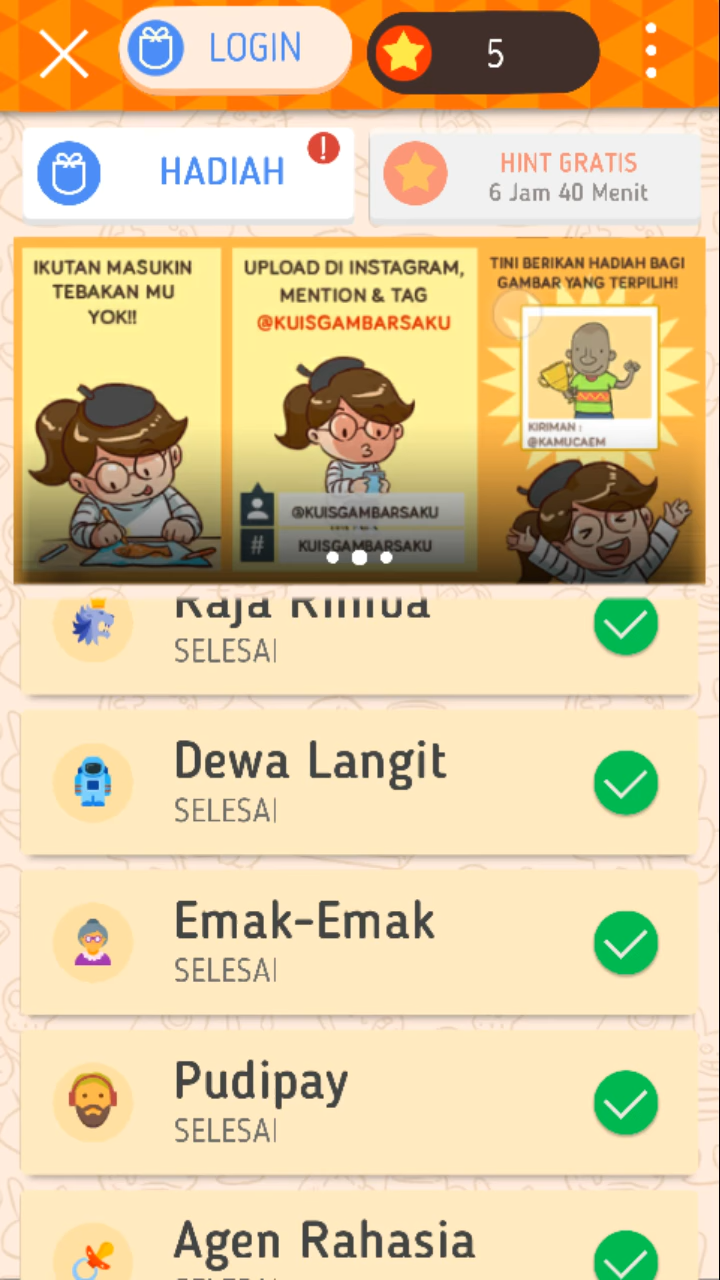 LOGIN
5
HADIAH
HINT GRATIS
6 Jam 40 Menit
IKUTAN MASUKIN
TEBAKAN MU
YOK!!
UPLOAD DI INSTAGRAM,
MENTION & TAG
@KUISGAMBARSAKU
@KUISGAMBARSAKU
# KUISGAMBARSAKU
TINI BERIKAN HADIAH BAGI
GAMBAR YANG TERPILIH!
KIRIMAN :
@KAMUCAEM
Raja Rimba
SELESAI
Dewa Langit
SELESAI
Emak-Emak
SELESAI
Pudipay
SELESAI
Agen Rahasia